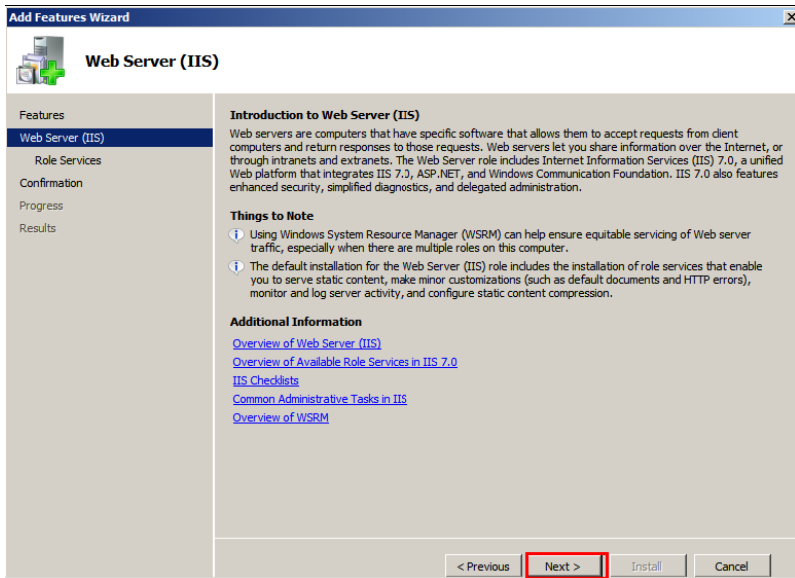 Add Features Wizard
Web Server (IIS)
Features
Web Server (IIS)
Role Services
Confirmation
Progress
Results
Introduction to Web Server (IIS)
Web servers are computers that have specific software that allows them to accept requests from client
computers and return responses to those requests. Web servers let you share information over the Internet, or
through intranets and extranets. The Web Server role includes Internet Information Services (IIS) 7.0, a unified
Web platform that integrates IIS 7.0, ASP.NET, and Windows Communication Foundation. IIS 7.0 also features
enhanced security, simplified diagnostics, and delegated administration.
Things to Note
Using Windows System Resource Manager (WSRM) can help ensure equitable servicing of Web server
traffic, especially when there are multiple roles on this computer.
The default installation for the Web Server (IIS) role includes the installation of role services that enable
you to serve static content, make minor customizations (such as default documents and HTTP errors),
monitor and log server activity, and configure static content compression.
Additional Information
Overview of Web Server (IIS)
Overview of Available Role Services in IIS 7.0
IIS Checklists
Common Administrative Tasks in IIS
Overview of WSRM
< Previous Next > Install Cancel